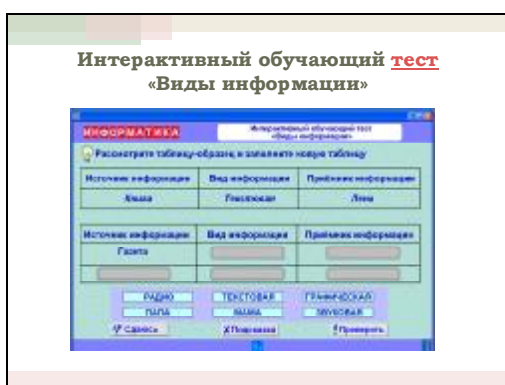 Интерактивный обучающий тест
«Виды информации»
ИНФОРМАТИКА
Интерактивный обучающий тест
«Виды информации»
Рассмотрите таблицу-образец и заполните новую таблицу
Источник информации Вид информации Приёмник информации
Книга Текстовая Лена
Источник информации Вид информации Приёмник информации
Газета
РАДИО ТЕКСТОВАЯ ГРАФИЧЕСКАЯ
ПАПА МАМА ЗВУКОВАЯ
Сдаюсь Подсказка Проверить